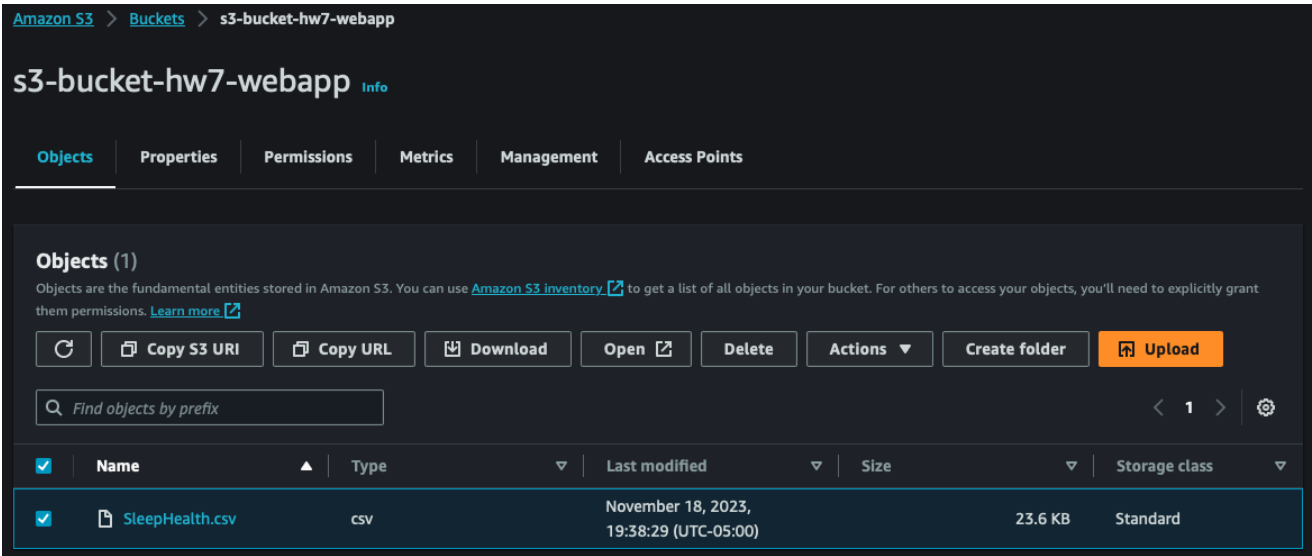 Amazon S3 > Buckets > s3-bucket-hw7-webapp
s3-bucket-hw7-webapp Info
Objects Properties Permissions Metrics Management Access Points
Objects (1)
Objects are the fundamental entities stored in Amazon S3. You can use Amazon S3 inventory to get a list of all objects in your bucket. For others to access your objects, you'll need to explicitly grant
them permissions. Learn more
Copy S3 URI Copy URL Download Open Delete Actions Create folder Upload
Find objects by prefix < 1 >
Name Type Last modified Size Storage class
SleepHealth.csv csv November 18, 2023, 23.6 KB Standard
19:38:29 (UTC-05:00)